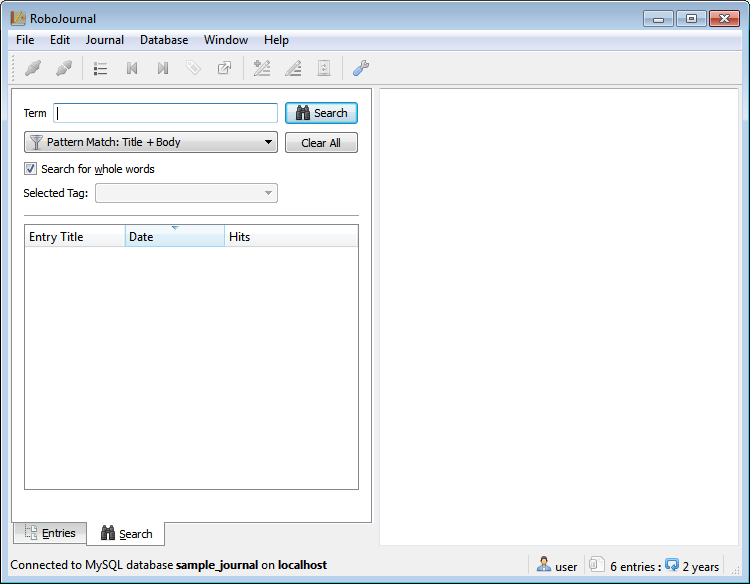 RoboJournal
File Edit Journal Database Window Help
Term Search
Pattern Match: Title + Body Clear All
Search for whole words
Selected Tag:
Entry Title Date Hits
Entries Search
Connected to MySQL database sample_journal on localhost user 6 entries : 2 years